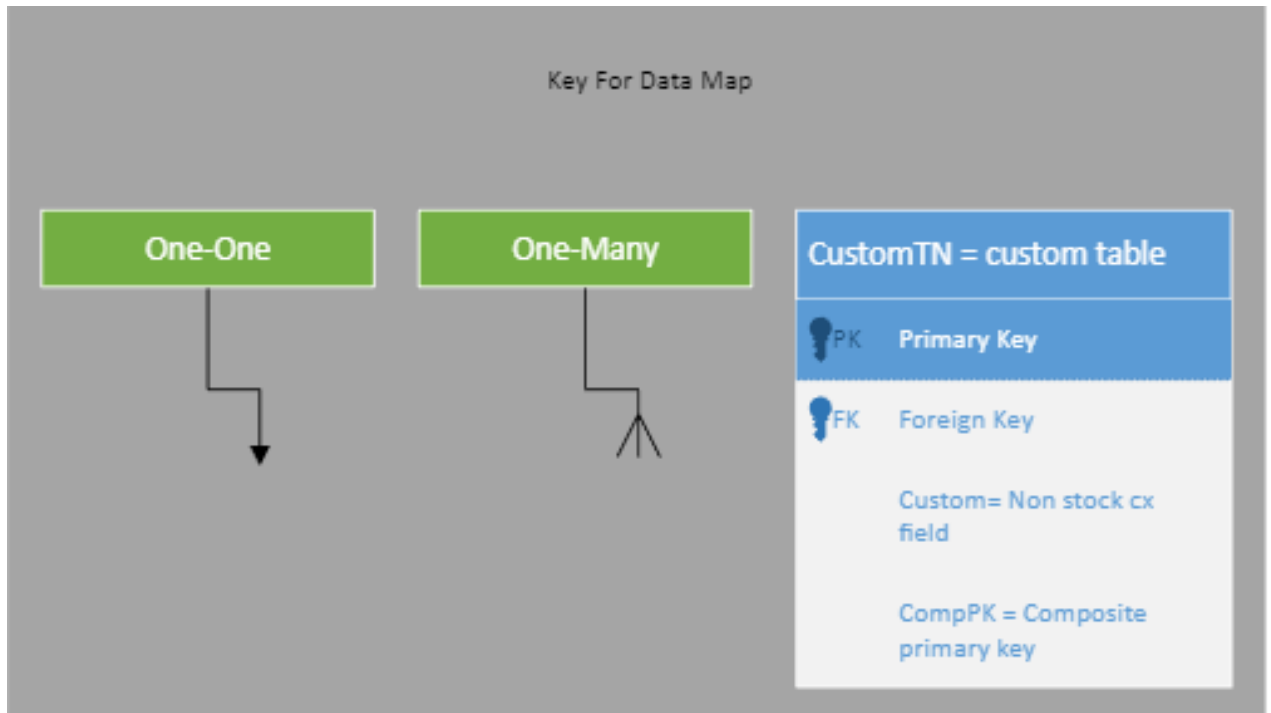 Key For Data Map
One-One
One-Many
CustomTN = custom table
PK Primary Key
FK Foreign Key
Custom= Non stock cx
field
CompPK = Composite
primary key